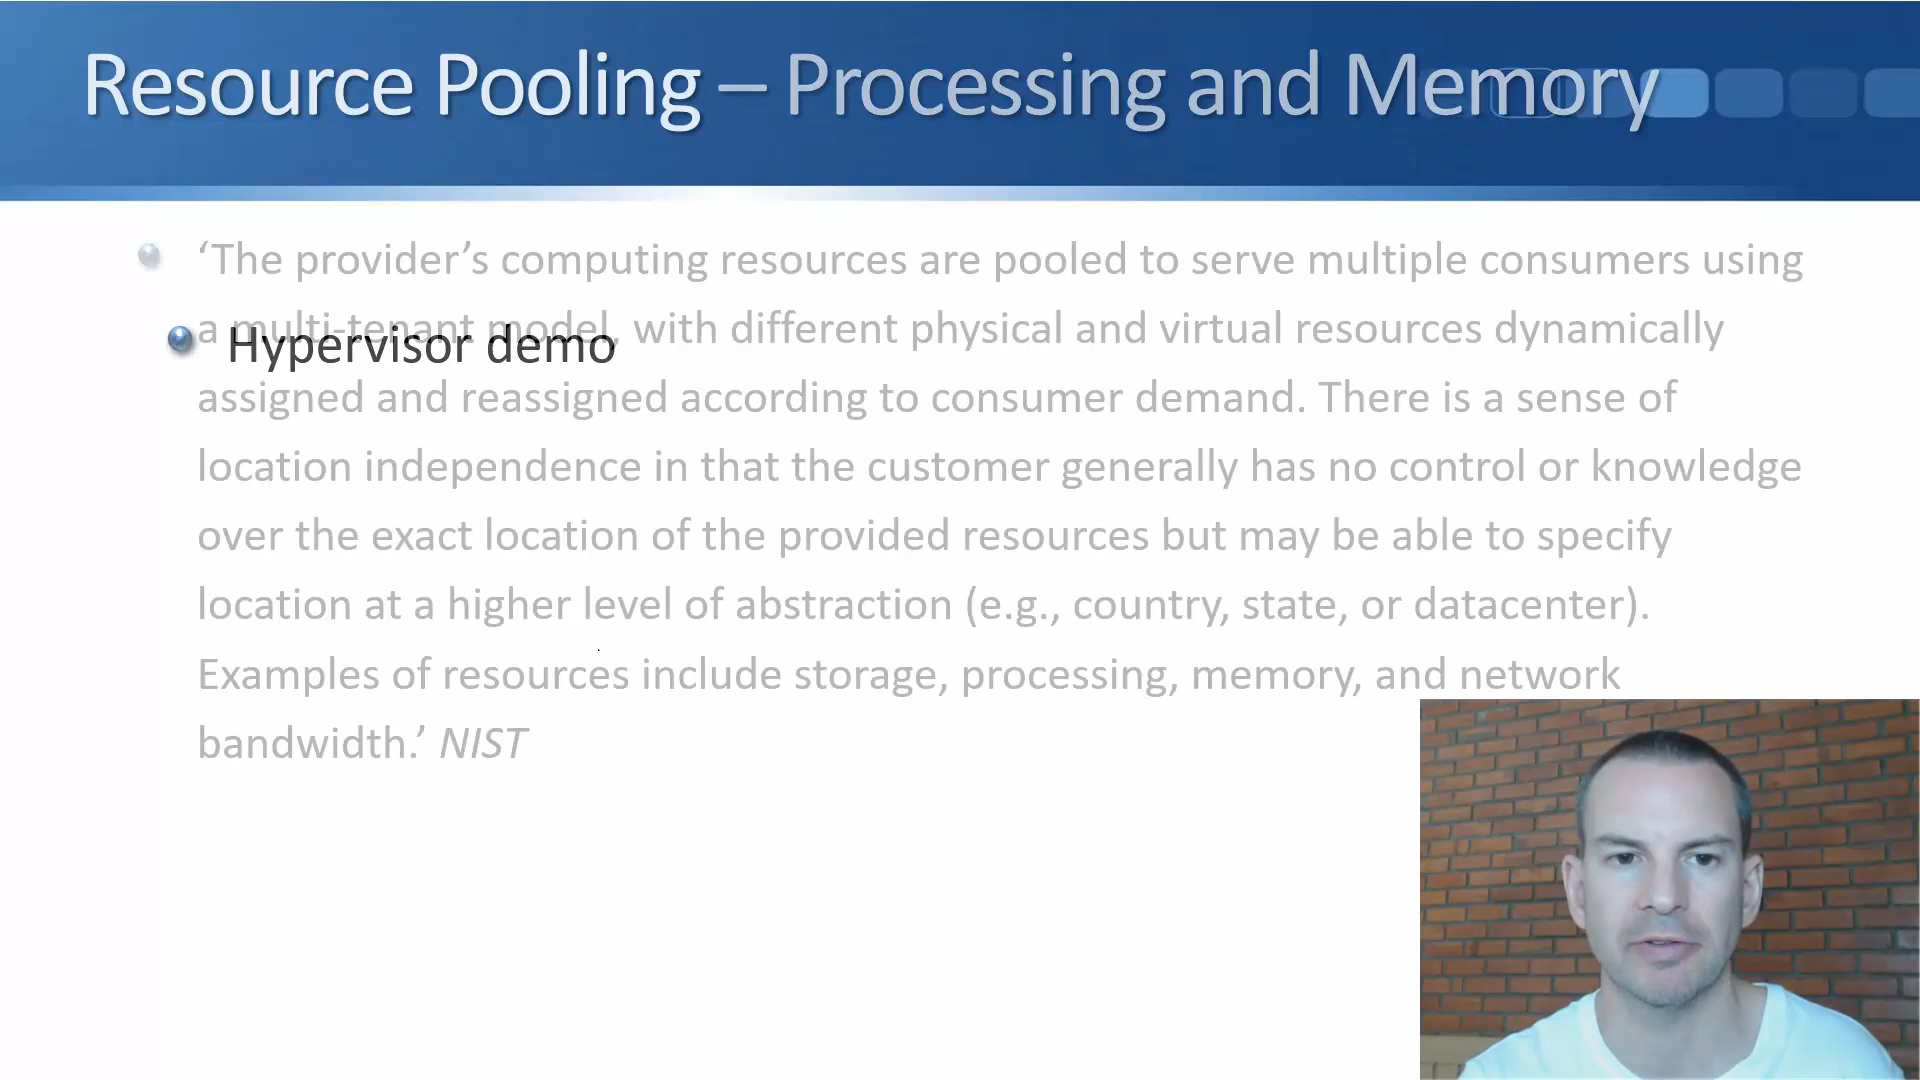 Resource Pooling – Processing and Memory
‘The provider’s computing resources are pooled to serve multiple consumers using
a multi-tenant model, with different physical and virtual resources dynamically
Hypervisor demo
assigned and reassigned according to consumer demand. There is a sense of
location independence in that the customer generally has no control or knowledge
over the exact location of the provided resources but may be able to specify
location at a higher level of abstraction (e.g., country, state, or datacenter).
Examples of resources include storage, processing, memory, and network
bandwidth.’ NIST